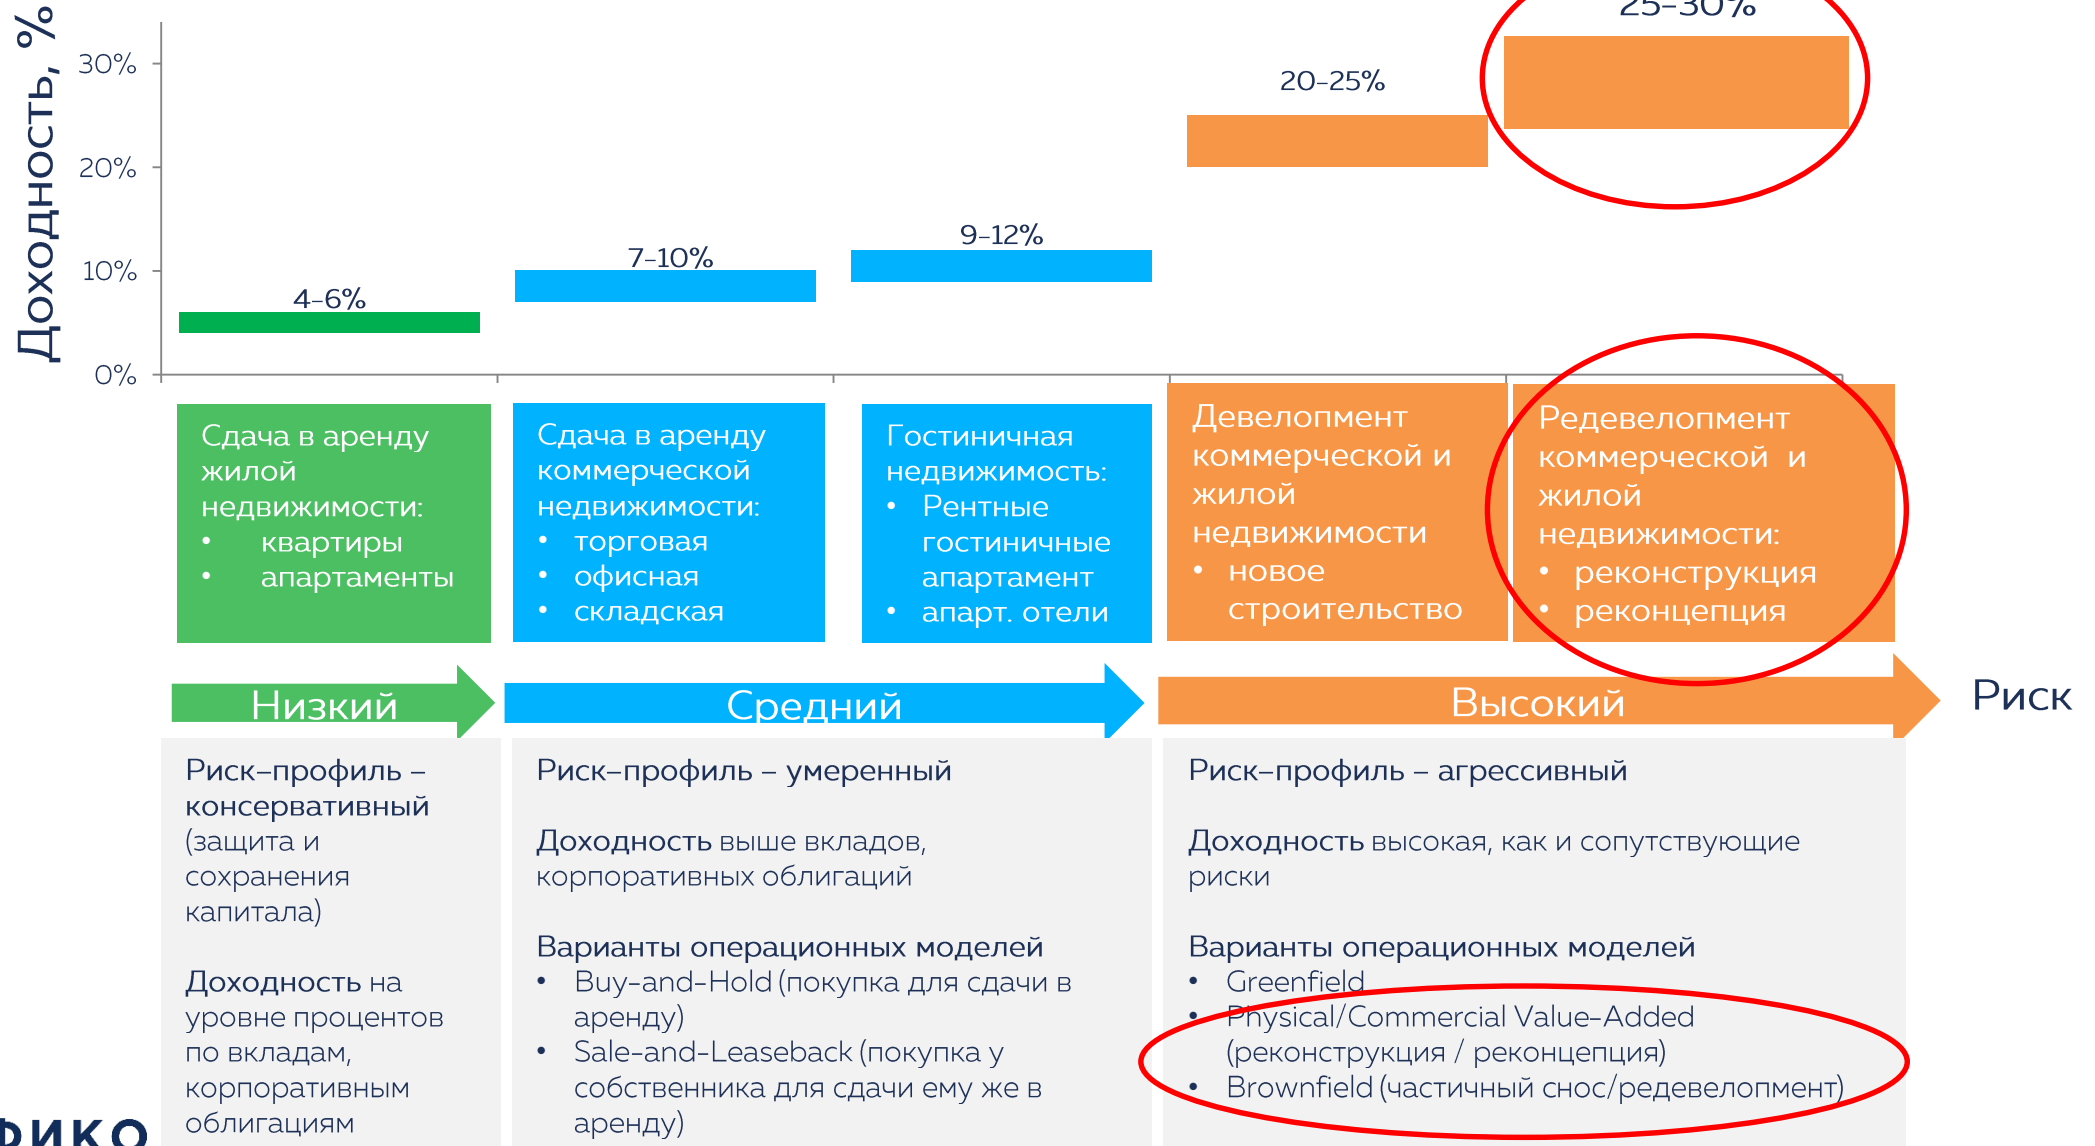 Доходность, %
30%
20%
10%
0%
4-6%
7-10%
9-12%
20-25%
25-30%
Сдача в аренду
жилой
недвижимости:
• квартиры
• апартаменты
Сдача в аренду
коммерческой
недвижимости:
• торговая
• офисная
• складская
Гостиничная
недвижимость:
• Рентные
гостиничные
апартамент
• апарт. отели
Девелопмент
коммерческой и
жилой
недвижимости
• новое
строительство
Редевелопмент
коммерческой и
жилой
недвижимости:
• реконструкция
• реконцепция
Низкий
Средний
Высокий
Риск
Риск-профиль –
консервативный
(защита и
сохранения
капитала)
Доходность на
уровне процентов
по вкладам,
корпоративным
облигациям
Риск-профиль – умеренный
Доходность выше вкладов,
корпоративных облигаций
Варианты операционных моделей
• Buy-and-Hold (покупка для сдачи в
аренду)
• Sale-and-Leaseback (покупка у
собственника для сдачи ему же в
аренду)
Риск-профиль – агрессивный
Доходность высокая, как и сопутствующие
риски
Варианты операционных моделей
• Greenfield
• Physical/Commercial Value-Added
(реконструкция / реконцепция)
• Brownfield (частичный снос/редевелопмент)
ФИКО